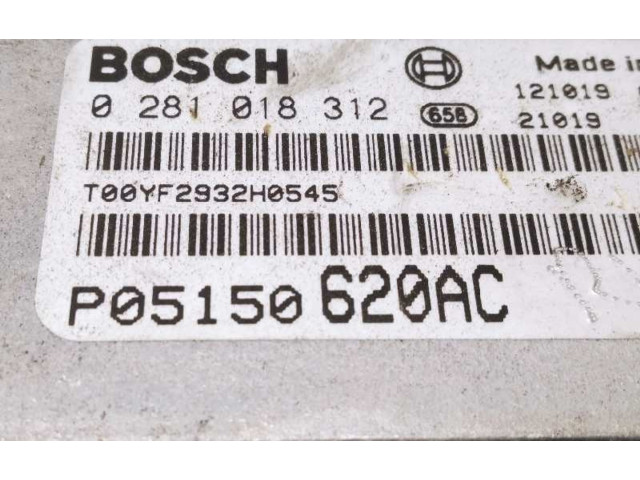 BOSCH
Made in
0 281 018 312
658
121019
21019
T00YF2932H0545
P05150 620AC